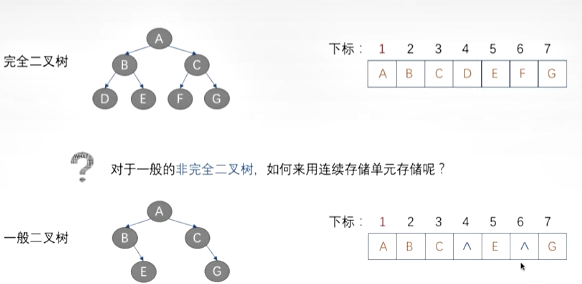 A
完全二叉树
B
C
D
E
F
G
下标： 1 2 3 4 5 6 7
A B C D E F G
对于一般的非完全二叉树，如何来用连续存储单元存储呢？
A
一般二叉树
B
C
E
G
下标： 1 2 3 4 5 6 7
A B C ^ E ^ G